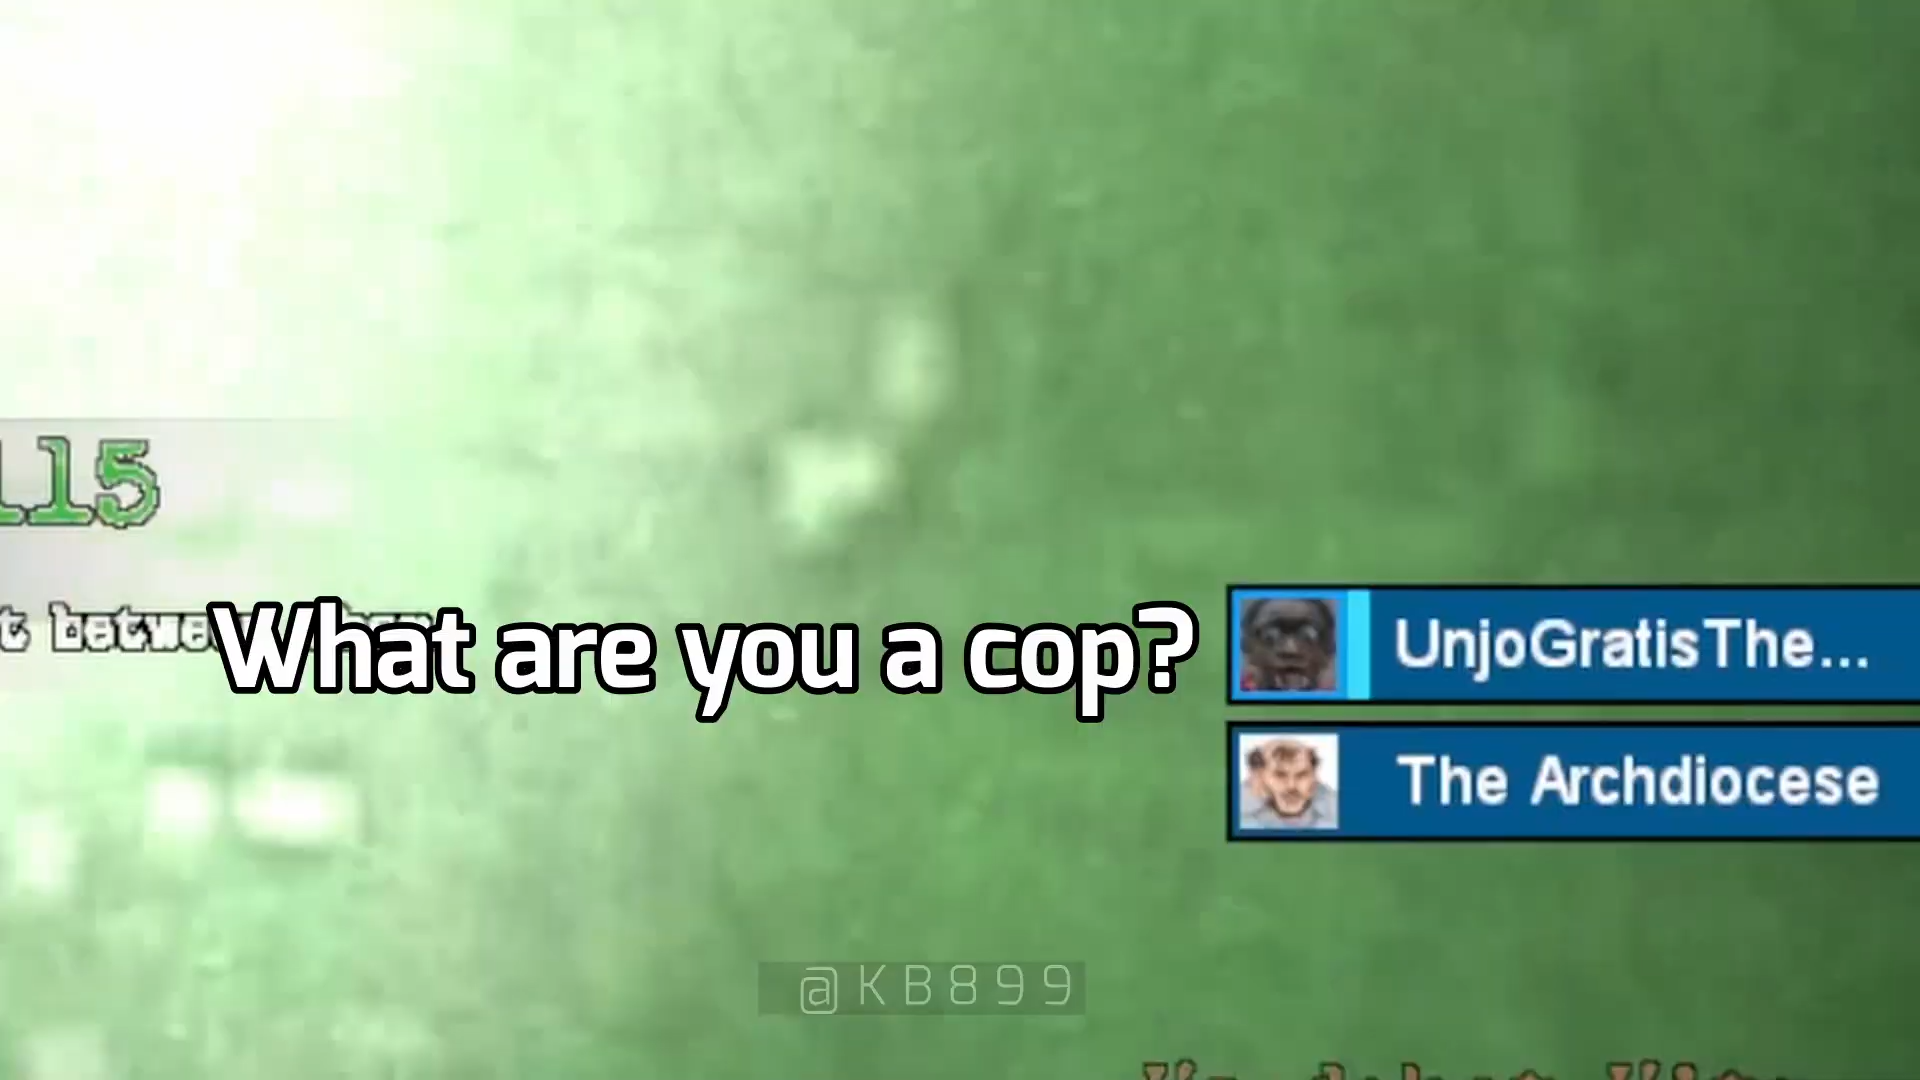 115
What are you a cop?
UnjoGratisThe...
The Archdiocese
@KB899